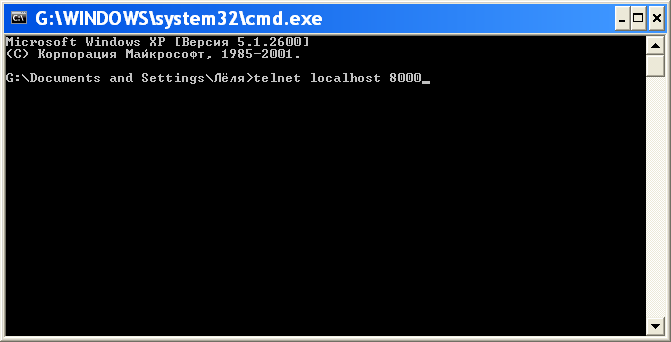 G:\WINDOWS\system32\cmd.exe
Microsoft Windows XP [Версия 5.1.2600]
(C) Корпорация Майкрософт, 1985-2001.
G:\Documents and Settings\Лёля>telnet localhost 8000_